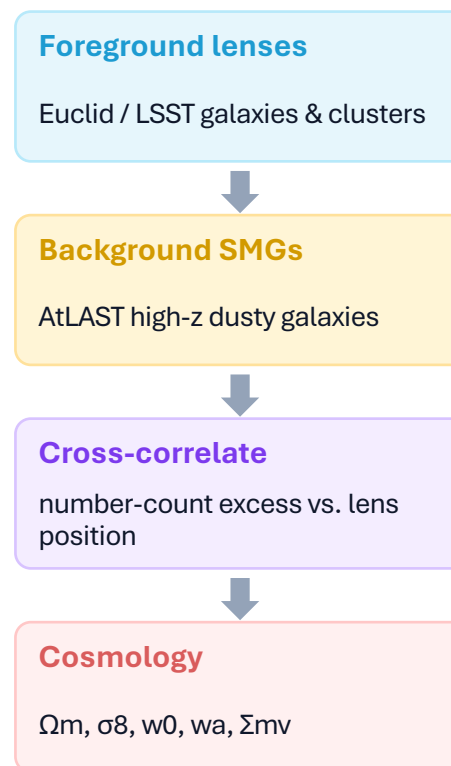 Foreground lenses
Euclid / LSST galaxies & clusters
Background SMGs
AtLAST high-z dusty galaxies
Cross-correlate
number-count excess vs. lens
position
Cosmology
Ωm, σ8, w0, wa, Σmν